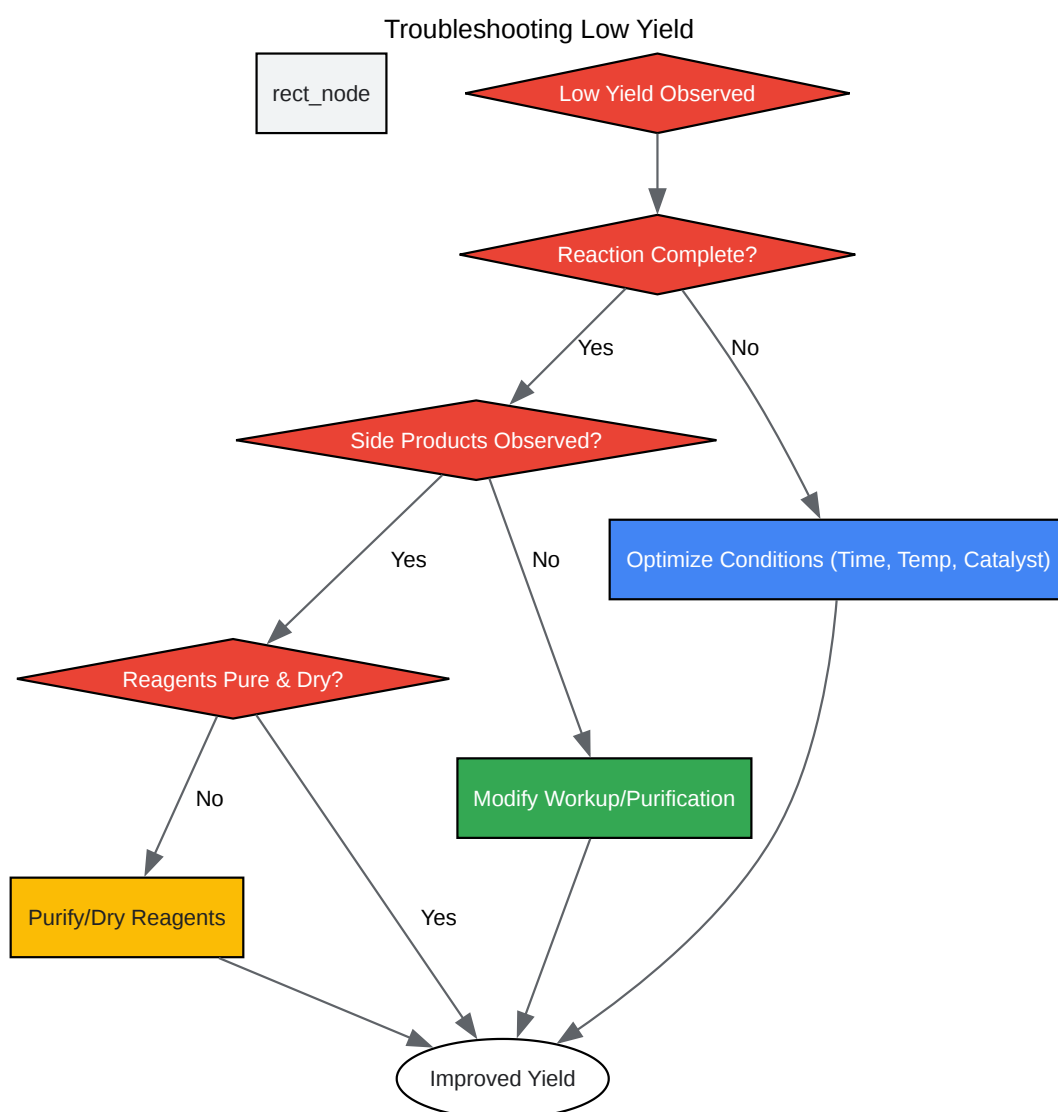 Troubleshooting Low Yield
rect_node
Low Yield Observed
Reaction Complete?
Yes
No
Side Products Observed?
Optimize Conditions (Time, Temp, Catalyst)
Yes
No
Reagents Pure & Dry?
Modify Workup/Purification
No
Yes
Purify/Dry Reagents
Improved Yield